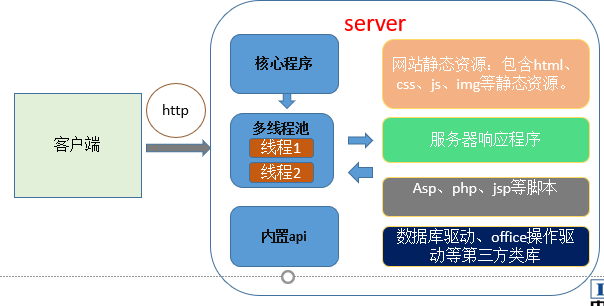 server
核心程序
网站静态资源：包含html、
css、js、img等静态资源。
http
多线程池
线程1
线程2
客户端
服务器响应程序
Asp、php、jsp等脚本
内置api
数据库驱动、office操作驱
动等第三方类库